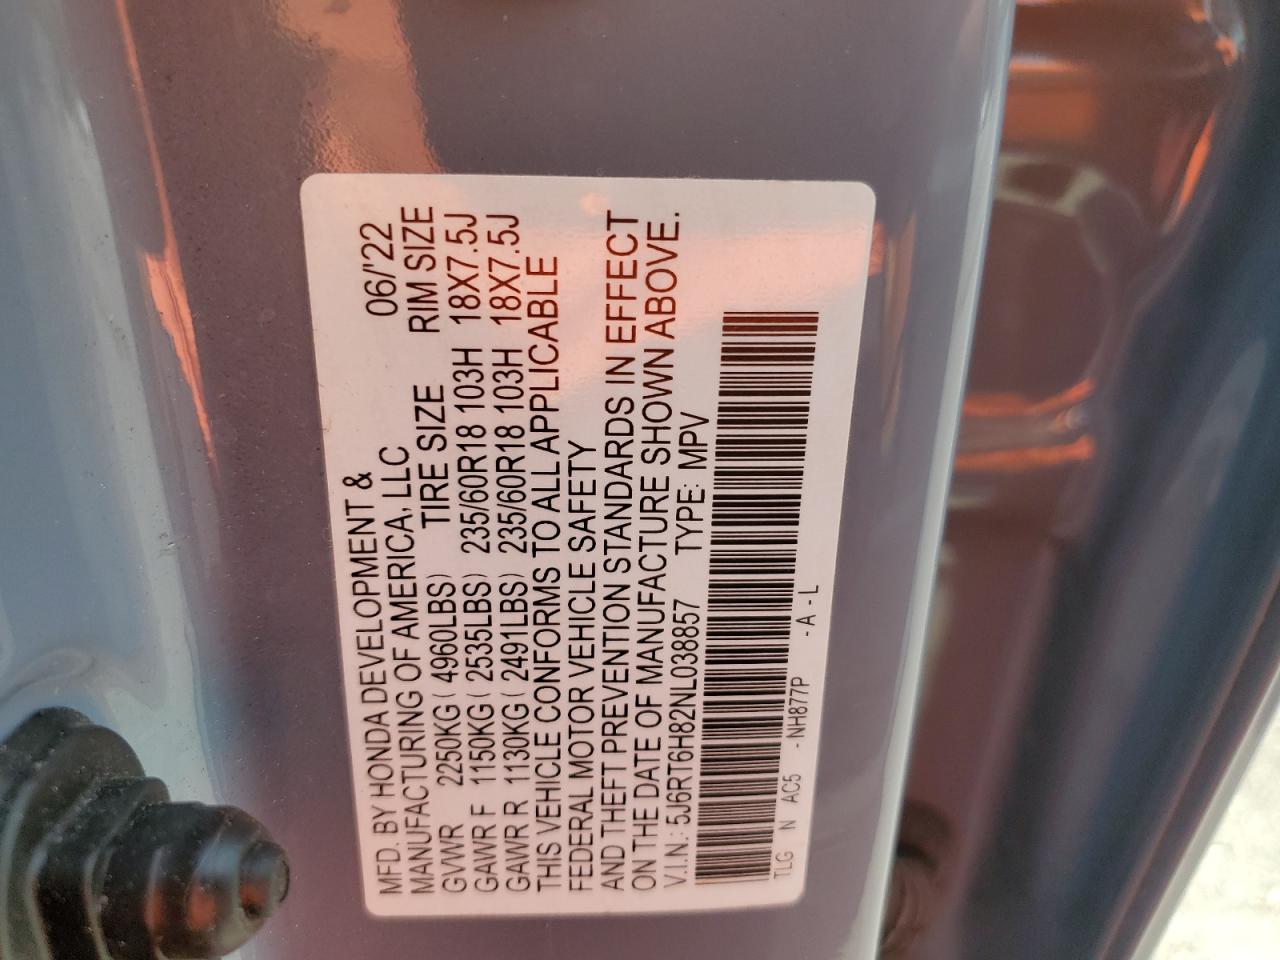 MFD. BY HONDA DEVELOPMENT & 06/'22
MANUFACTURING OF AMERICA, LLC
TIRE SIZE RIM SIZE
GVWR 2250KG ( 4960LBS)
GAWR F 1150KG ( 2535LBS) 235/60R18 103H 18X7.5J
GAWR R 1130KG ( 2491LBS) 235/60R18 103H 18X7.5J
THIS VEHICLE CONFORMS TO ALL APPLICABLE
FEDERAL MOTOR VEHICLE SAFETY
AND THEFT PREVENTION STANDARDS IN EFFECT
ON THE DATE OF MANUFACTURE SHOWN ABOVE.
V.I.N.: 5J6RT6H82NL038857 TYPE: MPV
TLG N AC5 - NH877P - A - L